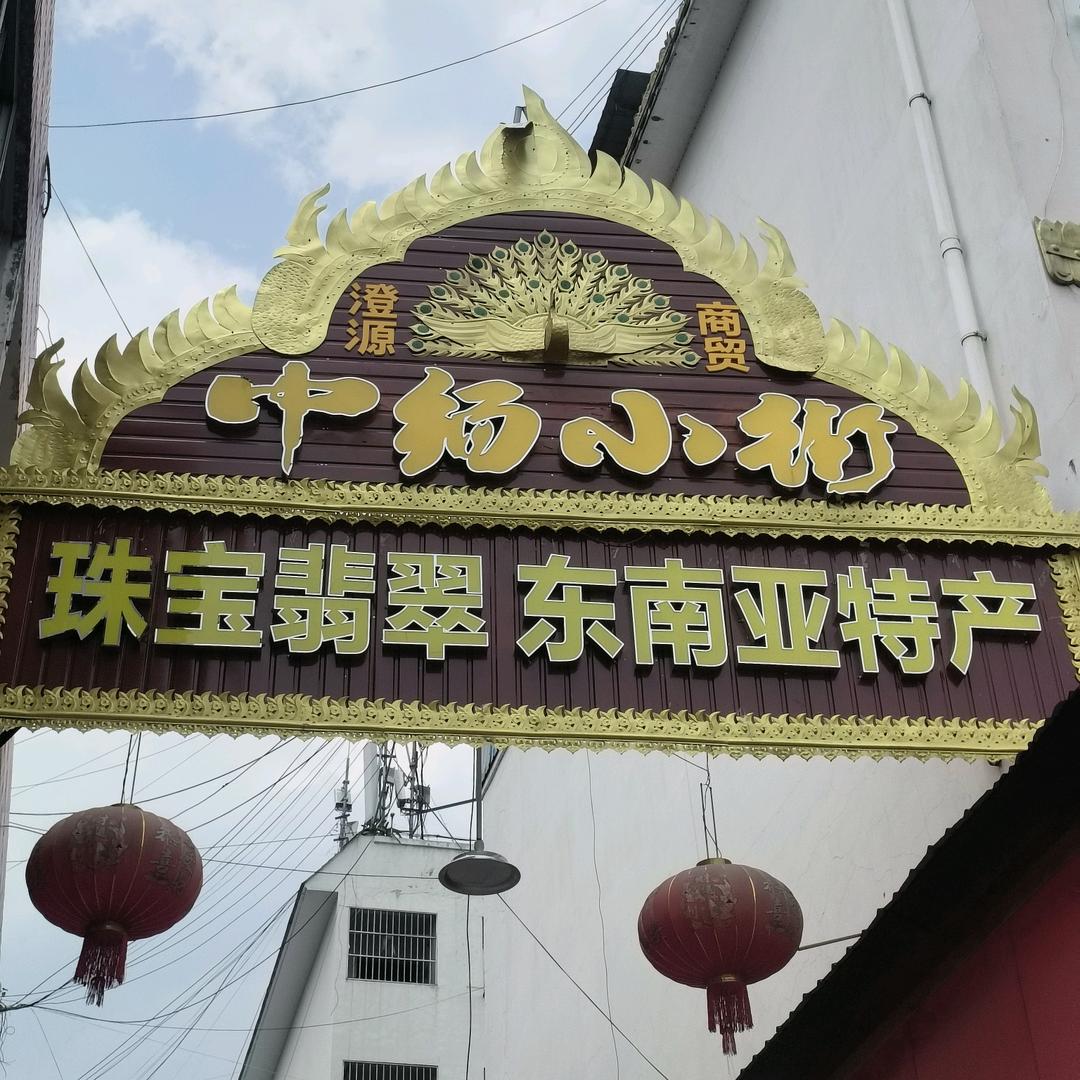 澄源 商贸
中缅小街
珠宝翡翠 东南亚特产